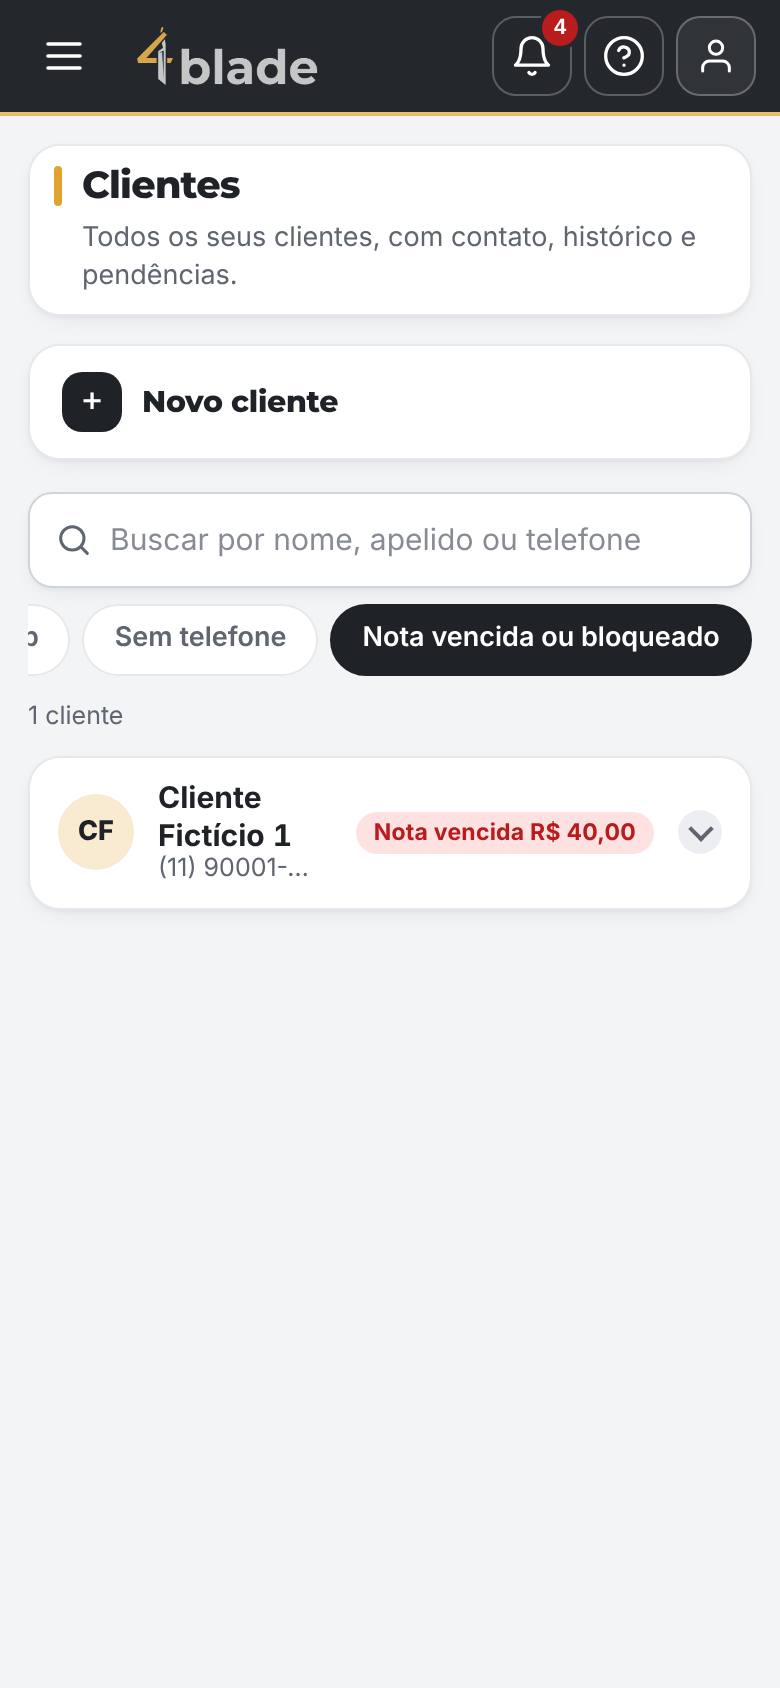 4blade
4
Clientes
Todos os seus clientes, com contato, histórico e
pendências.
+ Novo cliente
Buscar por nome, apelido ou telefone
Sem telefone
Nota vencida ou bloqueado
1 cliente
CF
Cliente
Fictício 1
(11) 90001-...
Nota vencida R$ 40,00